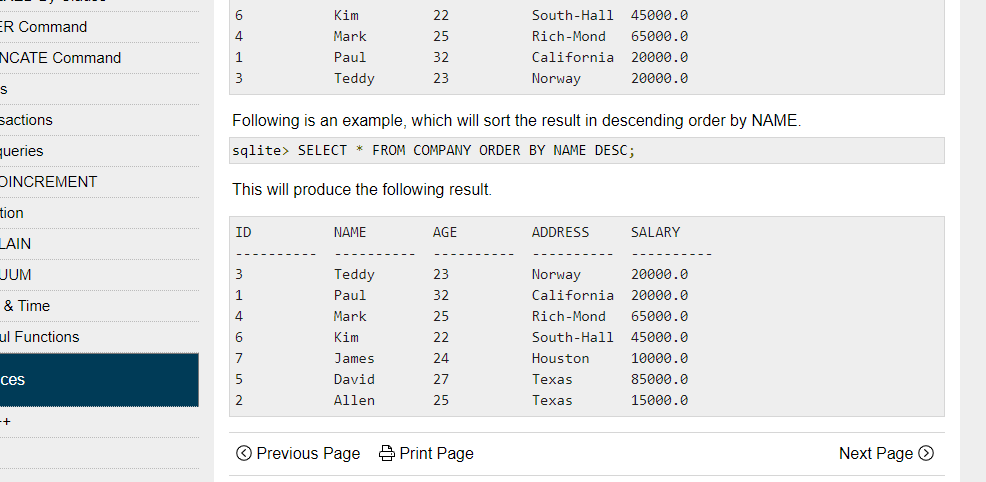 ER Command
NCATE Command
s
sactions
queries
OINCREMENT
tion
LAIN
UUM
& Time
ul Functions
ces
++
6 Kim 22 South-Hall 45000.0
4 Mark 25 Rich-Mond 65000.0
1 Paul 32 California 20000.0
3 Teddy 23 Norway 20000.0
Following is an example, which will sort the result in descending order by NAME.
sqlite> SELECT * FROM COMPANY ORDER BY NAME DESC;
This will produce the following result.
ID NAME AGE ADDRESS SALARY
---------- ---------- ---------- ---------- ----------
3 Teddy 23 Norway 20000.0
1 Paul 32 California 20000.0
4 Mark 25 Rich-Mond 65000.0
6 Kim 22 South-Hall 45000.0
7 James 24 Houston 10000.0
5 David 27 Texas 85000.0
2 Allen 25 Texas 15000.0
Previous Page Print Page Next Page